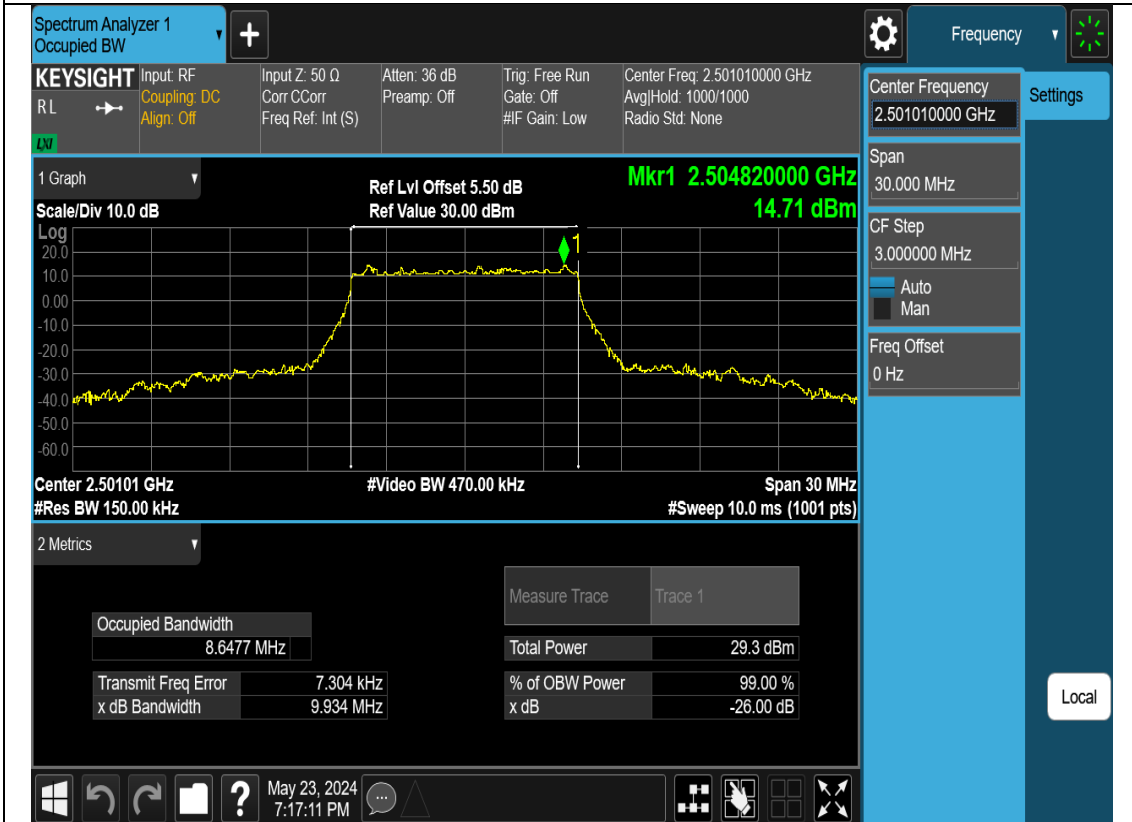 Spectrum Analyzer 1
Occupied BW
+
Frequency
KEYSIGHT
RL
LXI
Input: RF
Coupling: DC
Align: Off
Input Z: 50 Ω
Corr CCorr
Freq Ref: Int (S)
Atten: 36 dB
Preamp: Off
Trig: Free Run
Gate: Off
#IF Gain: Low
Center Freq: 2.501010000 GHz
Avg|Hold: 1000/1000
Radio Std: None
Center Frequency
2.501010000 GHz
Settings
Span
30.000 MHz
CF Step
3.000000 MHz
Auto
Man
Freq Offset
0 Hz
1 Graph
Scale/Div 10.0 dB
Ref Lvl Offset 5.50 dB
Ref Value 30.00 dBm
Mkr1 2.504820000 GHz
14.71 dBm
Log
1
20.0
10.0
0.00
-10.0
-20.0
-30.0
-40.0
-50.0
-60.0
Center 2.50101 GHz
#Video BW 470.00 kHz
Span 30 MHz
#Res BW 150.00 kHz
#Sweep 10.0 ms (1001 pts)
2 Metrics
Measure Trace
Trace 1
Occupied Bandwidth
8.6477 MHz
Total Power
29.3 dBm
Transmit Freq Error
7.304 kHz
% of OBW Power
99.00 %
x dB Bandwidth
9.934 MHz
x dB
-26.00 dB
Local
?
May 23, 2024
7:17:11 PM